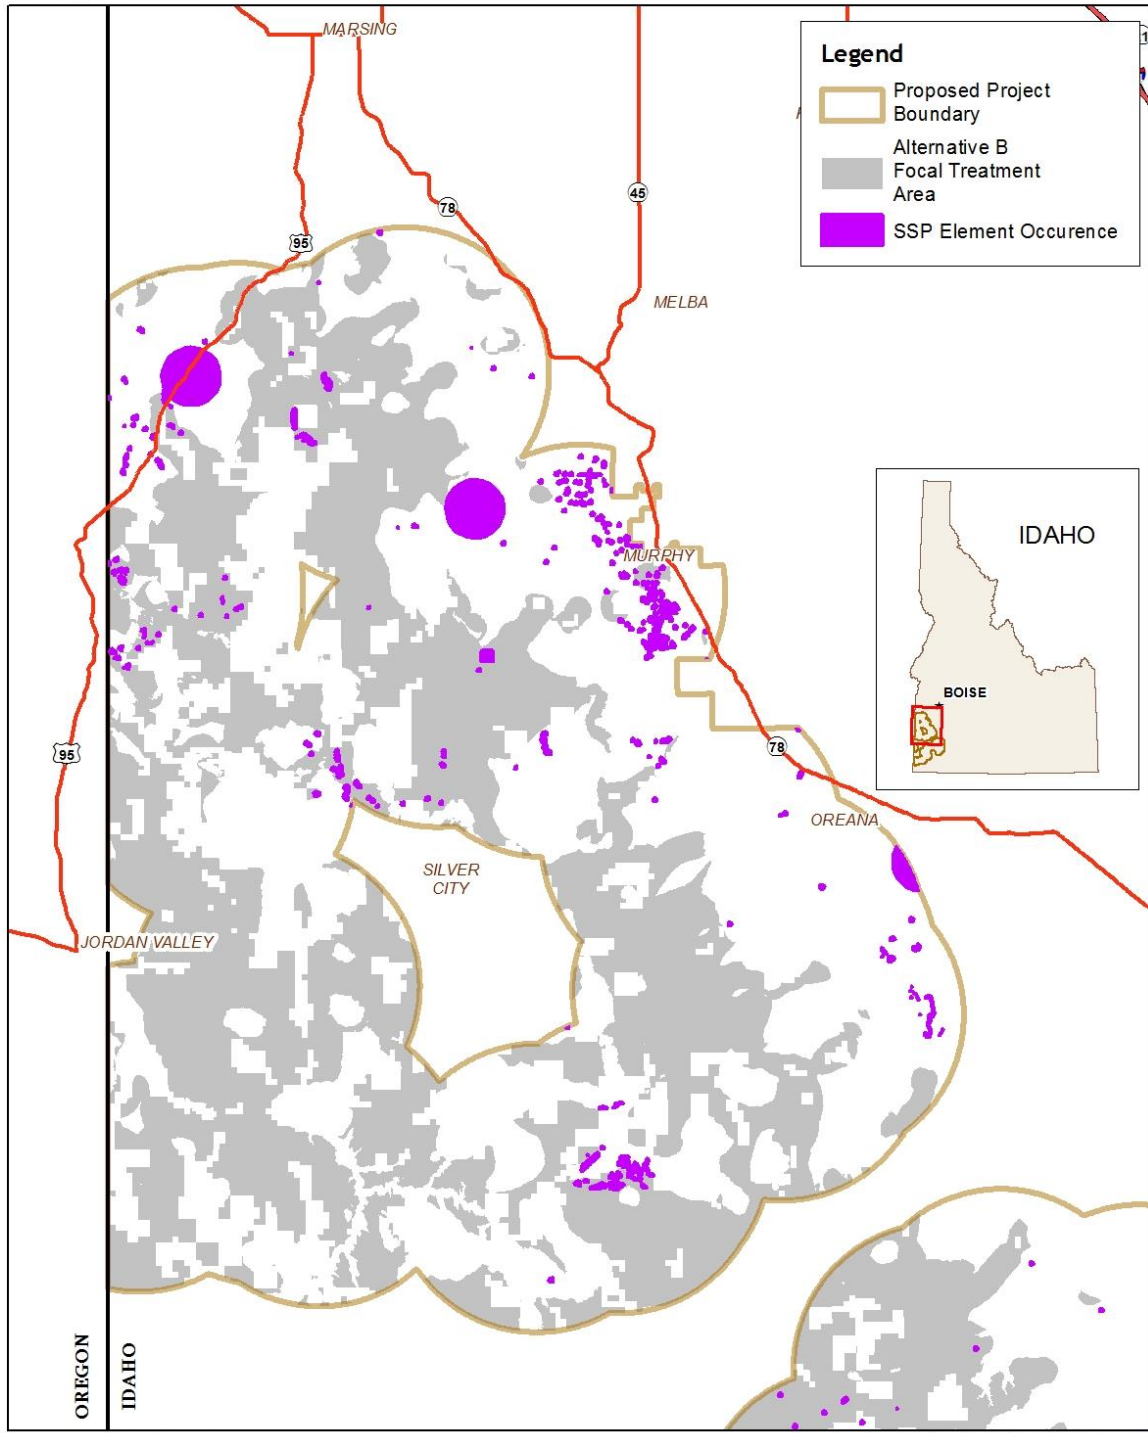 MARSING
Legend
Proposed Project
Boundary
Alternative B
Focal Treatment
Area
SSP Element Occurence
45
78
95
MELBA
IDAHO
MURPHY
BOISE
95
78
OREANA
SILVER
CITY
JORDAN VALLEY
OREGON
IDAHO